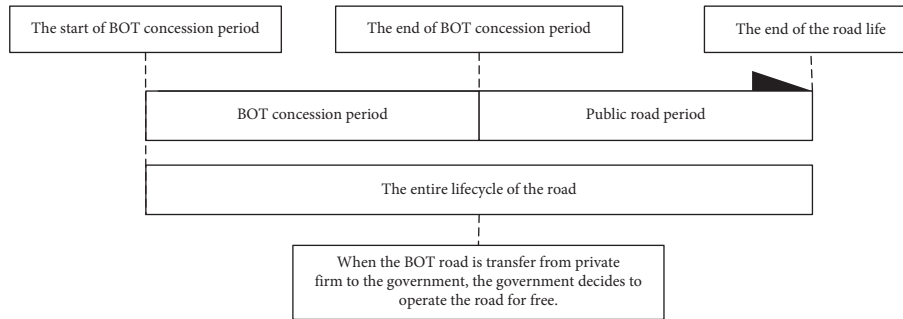 The start of BOT concession period
The end of BOT concession period
The end of the road life
BOT concession period
Public road period
The entire lifecycle of the road
When the BOT road is transfer from private
firm to the government, the government decides to
operate the road for free.